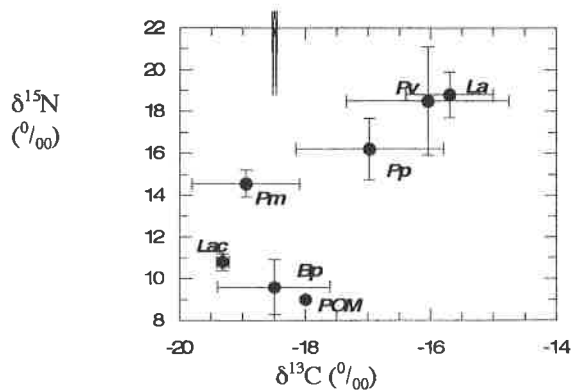 22
20
18
16
14
12
10
8
δ¹⁵N
(⁰/₀₀)
Pv
La
Pp
Pm
Lac
Bp
POM
-20
-18
-16
-14
δ¹³C (⁰/₀₀)